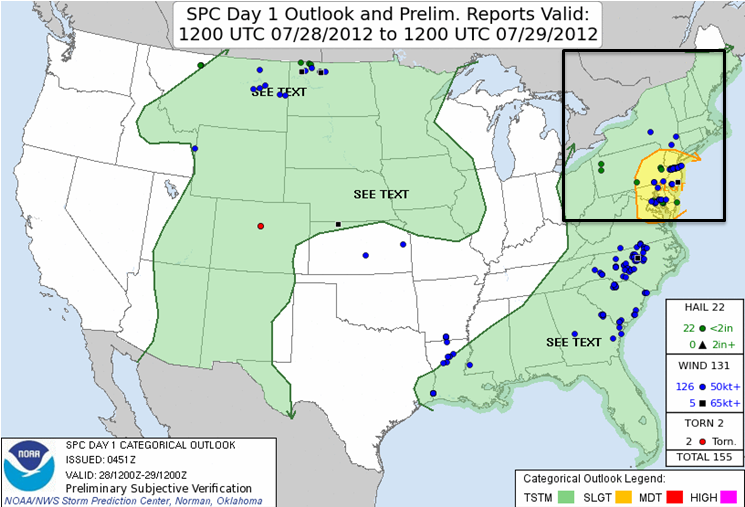 SPC Day 1 Outlook and Prelim. Reports Valid:
1200 UTC 07/28/2012 to 1200 UTC 07/29/2012
SEE TEXT
SEE TEXT
SEE TEXT
HAIL 22
22 <2in
0 2in+
WIND 131
126 50kt+
5 65kt+
TORN 2
2 Torn.
TOTAL 155
NOAA
SPC DAY 1 CATEGORICAL OUTLOOK
ISSUED: 0451Z
VALID: 28/1200Z-29/1200Z
Preliminary Subjective Verification
NOAA/NWS Storm Prediction Center, Norman, Oklahoma
Categorical Outlook Legend:
TSTM SLGT MDT HIGH